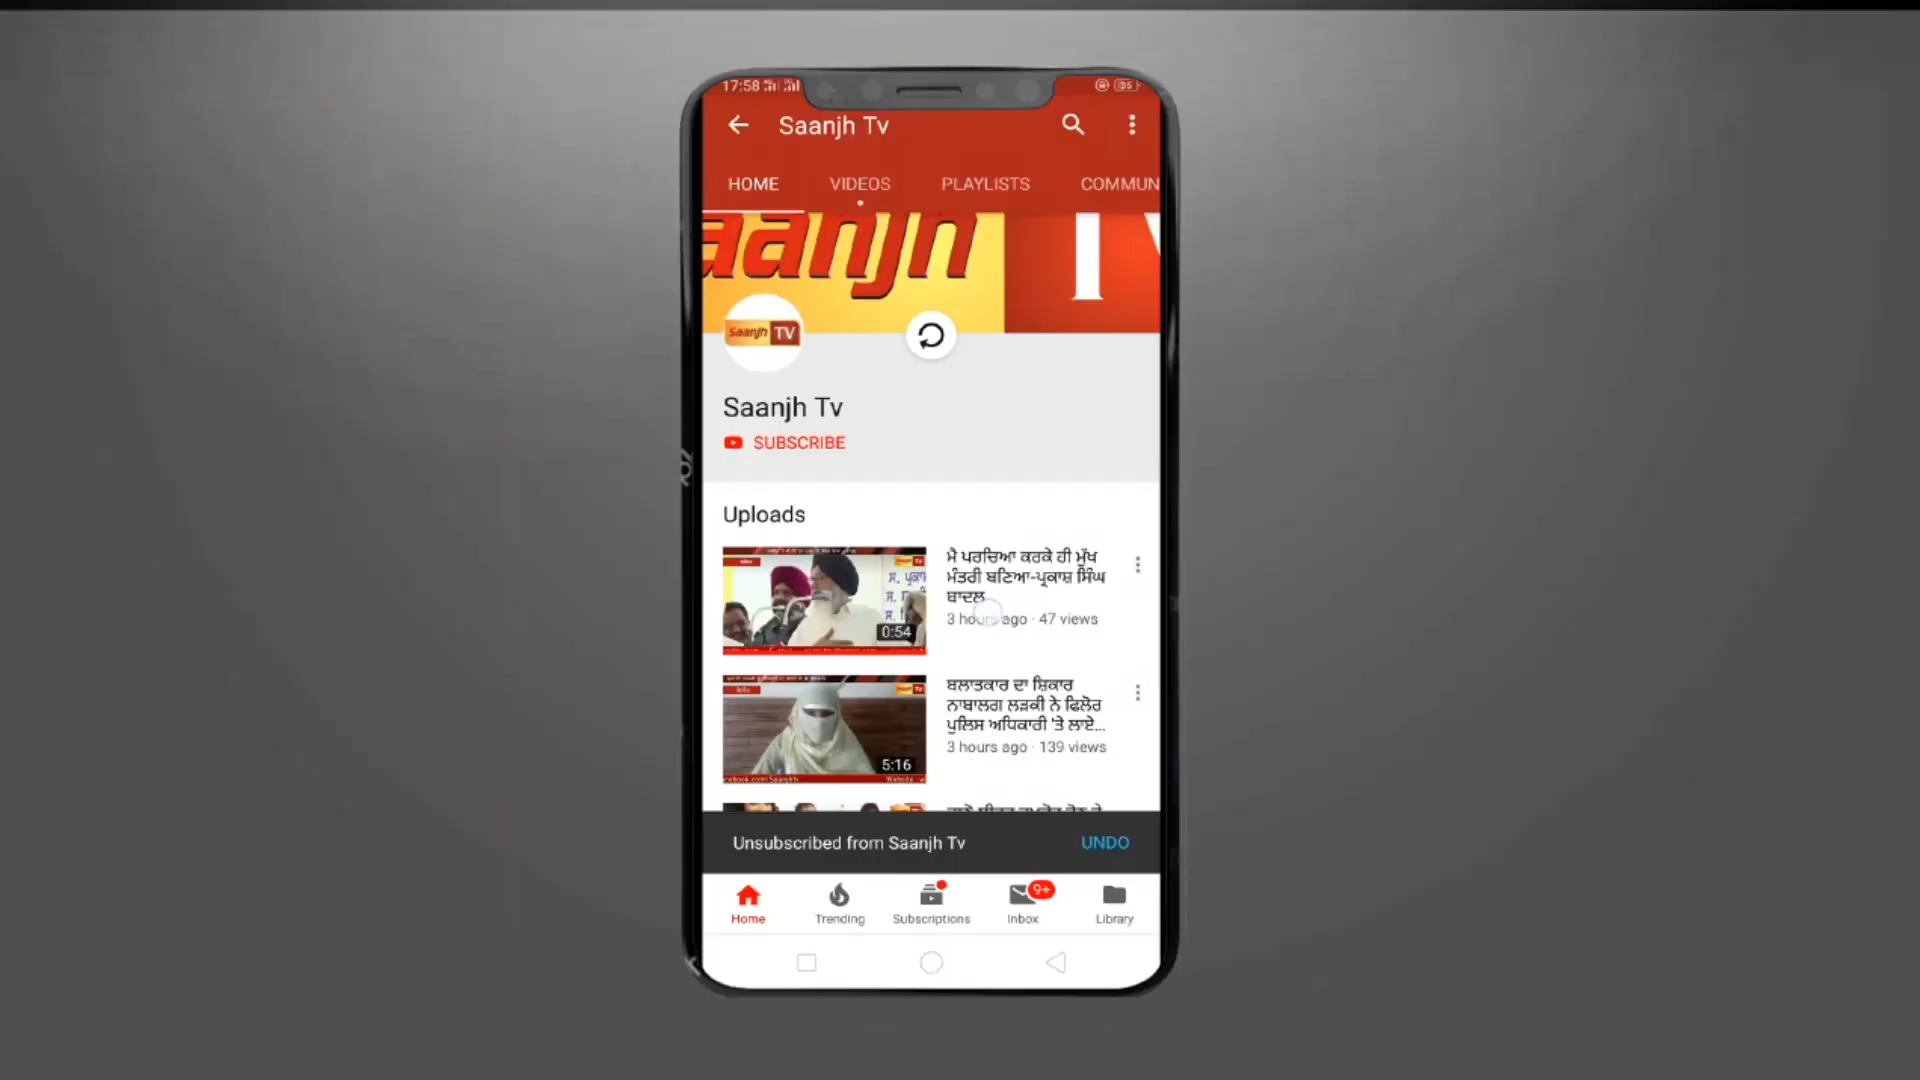 17:58
Saanjh Tv
HOME VIDEOS PLAYLISTS COMMUN
aanjh T
Saanjh TV
Saanjh Tv
SUBSCRIBE
Uploads
ਮੈ ਪਰਚਿਆ ਕਰਕੇ ਹੀ ਮੁੱਖ
ਮੰਤਰੀ ਬਣਿਆ-ਪ੍ਰਕਾਸ਼ ਸਿੰਘ
ਬਾਦਲ
3 hours ago · 47 views
0:54
ਬਲਾਤਕਾਰ ਦਾ ਸ਼ਿਕਾਰ
ਨਾਬਾਲਗ ਲੜਕੀ ਨੇ ਫਿਲੋਰ
ਪੁਲਿਸ ਅਧਿਕਾਰੀ 'ਤੇ ਲਾਏ...
3 hours ago · 139 views
5:16
Unsubscribed from Saanjh Tv UNDO
9+
Home Trending Subscriptions Inbox Library